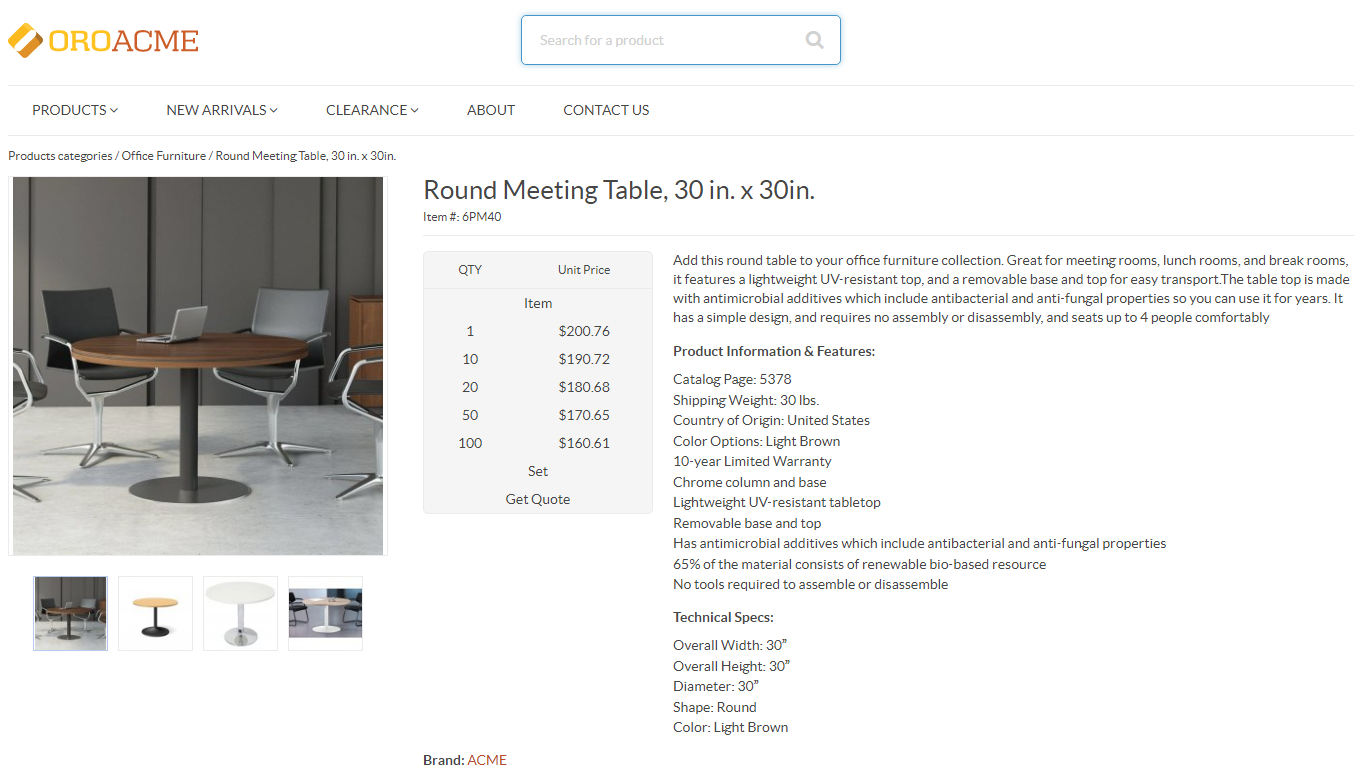 OROACME
Search for a product
PRODUCTS
NEW ARRIVALS
CLEARANCE
ABOUT
CONTACT US
Products categories / Office Furniture / Round Meeting Table, 30 in. x 30in.
Round Meeting Table, 30 in. x 30in.
Item #: 6PM40
QTY Unit Price
Item
1 $200.76
10 $190.72
20 $180.68
50 $170.65
100 $160.61
Set
Get Quote
Add this round table to your office furniture collection. Great for meeting rooms, lunch rooms, and break rooms,
it features a lightweight UV-resistant top, and a removable base and top for easy transport.The table top is made
with antimicrobial additives which include antibacterial and anti-fungal properties so you can use it for years. It
has a simple design, and requires no assembly or disassembly, and seats up to 4 people comfortably
Product Information & Features:
Catalog Page: 5378
Shipping Weight: 30 lbs.
Country of Origin: United States
Color Options: Light Brown
10-year Limited Warranty
Chrome column and base
Lightweight UV-resistant tabletop
Removable base and top
Has antimicrobial additives which include antibacterial and anti-fungal properties
65% of the material consists of renewable bio-based resource
No tools required to assemble or disassemble
Technical Specs:
Overall Width: 30”
Overall Height: 30”
Diameter: 30”
Shape: Round
Color: Light Brown
Brand: ACME